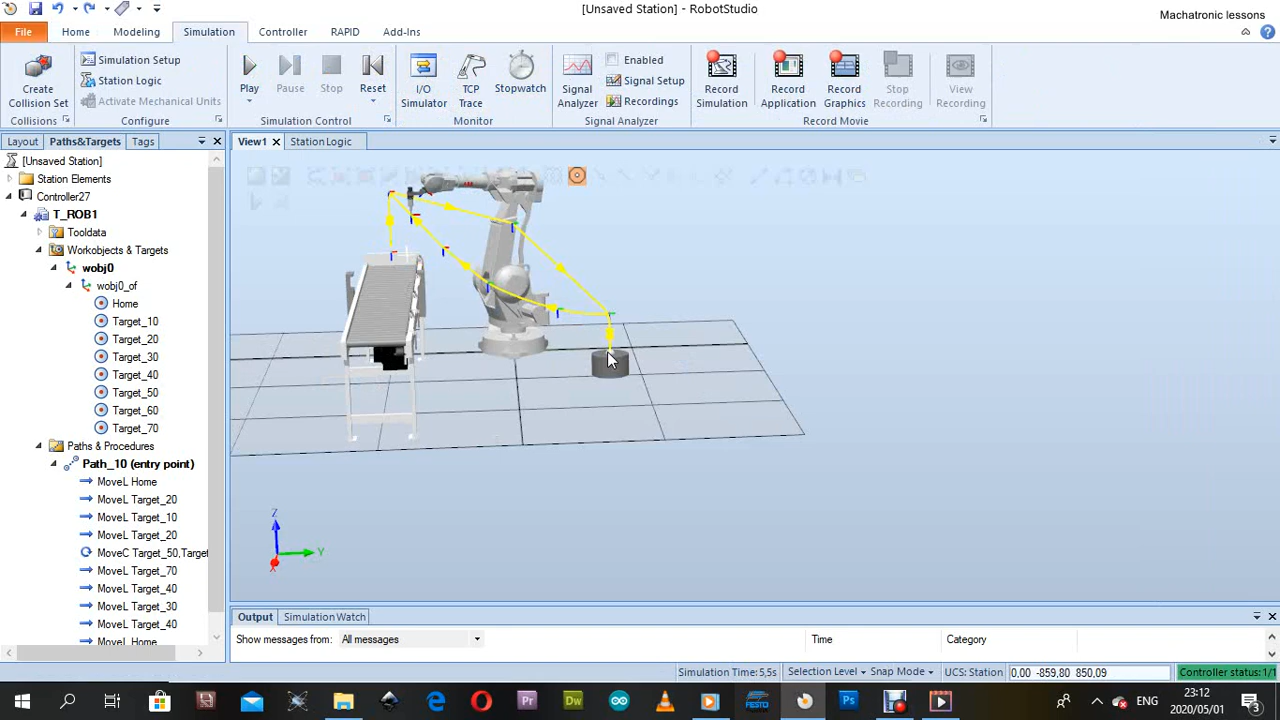 [Unsaved Station] - RobotStudio
Machatronic lessons
File Home Modeling Simulation Controller RAPID Add-Ins
Create Collision Set
Collisions
Simulation Setup
Station Logic
Activate Mechanical Units
Configure
Play Pause Stop Reset
Simulation Control
I/O Simulator
TCP Trace
Stopwatch
Monitor
Signal Analyzer
Enabled
Signal Setup
Recordings
Signal Analyzer
Record Simulation
Record Application
Record Graphics
Stop Recording
View Recording
Record Movie
Layout Paths&Targets Tags
View1 Station Logic
[Unsaved Station]
Station Elements
Controller27
T_ROB1
Tooldata
Workobjects & Targets
wobj0
wobj0_of
Home
Target_10
Target_20
Target_30
Target_40
Target_50
Target_60
Target_70
Paths & Procedures
Path_10 (entry point)
MoveL Home
MoveL Target_20
MoveL Target_10
MoveL Target_20
MoveC Target_50,Target
MoveL Target_70
MoveL Target_40
MoveL Target_30
MoveL Target_40
MoveL Home
Z
Y
X
Output Simulation Watch
Show messages from: All messages Time Category
Simulation Time:5,5s Selection Level Snap Mode UCS: Station 0,00 -859,80 850,09 Controller status:1/1
Pr Dw FESTO Ps ENG 23:12
2020/05/01 3